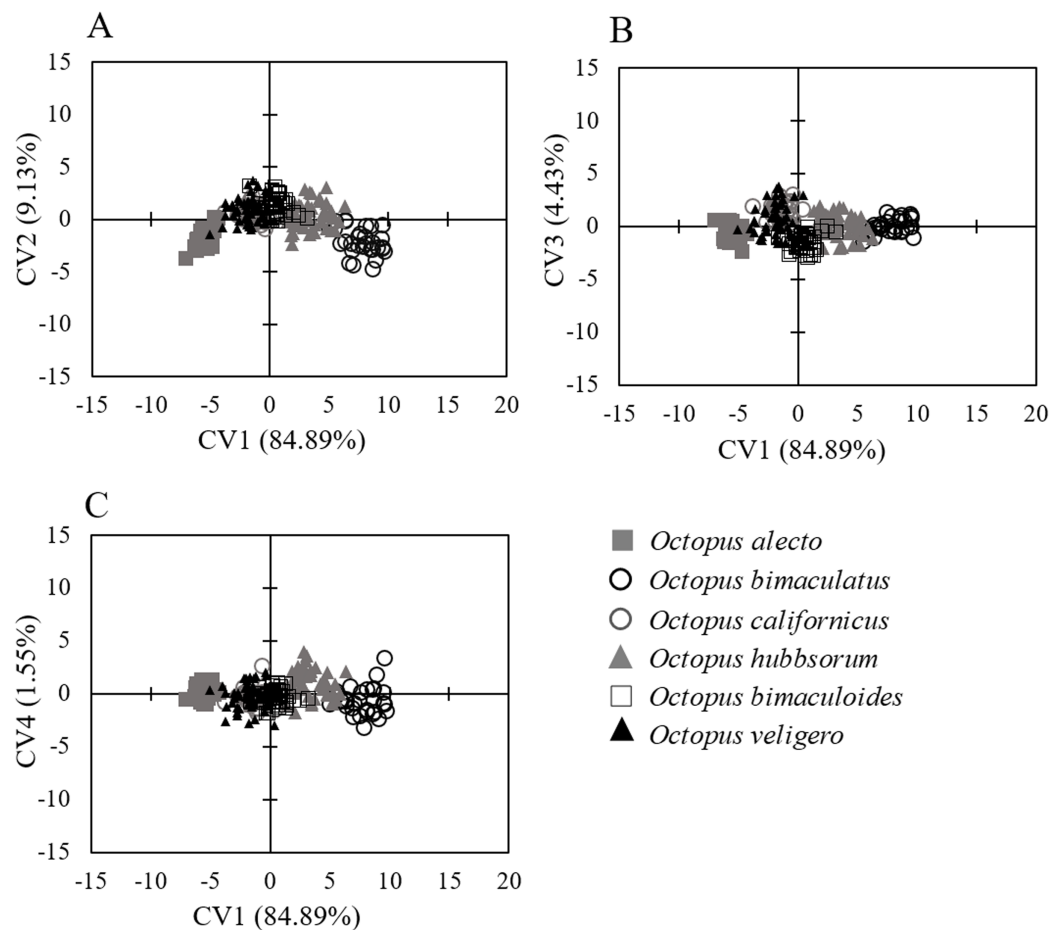 A
15
10
5
0
-5
-10
-15
CV2 (9.13%)
-15 -10 -5 0 5 10 15 20
CV1 (84.89%)
B
15
10
5
0
-5
-10
-15
CV3 (4.43%)
-15 -10 -5 0 5 10 15 20
CV1 (84.89%)
C
15
10
5
0
-5
-10
-15
CV4 (1.55%)
-15 -10 -5 0 5 10 15 20
CV1 (84.89%)
Octopus alecto
Octopus bimaculatus
Octopus californicus
Octopus hubbsorum
Octopus bimaculoides
Octopus veligero